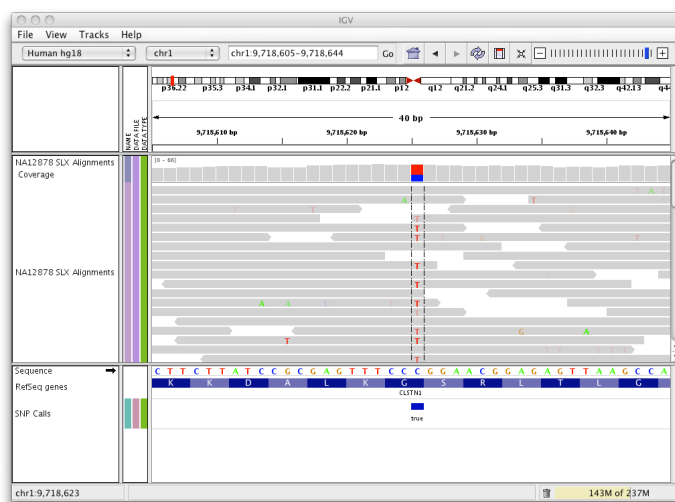 IGV
File View Tracks Help
Human hg18 chr1 chr1:9,718,605-9,718,644 Go
p36.22 p35.3 p34.1 p32.1 p31.1 p22.2 p21.1 p12 q12 q21.2 q24.1 q25.3 q31.3 q32.3 q42.13 q4
NAME DATA FILE DATA TYPE
40 bp
9,718,610 bp 9,718,620 bp 9,718,630 bp 9,718,640 bp
NA12878 SLX Alignments
Coverage
[0 - 66]
T A T
A T
T T
T
T
T T T G T
T
T
A A T
T
G A
T T
T
NA12878 SLX Alignments
Sequence
C T T C T T A T C C G C G A G T T T C C C G G A A C G G A G A G T T A A G C C A
RefSeq genes
K K D A L K G S R L T L G
CLSTN1
SNP Calls
true
chr1:9,718,623
143M of 237M